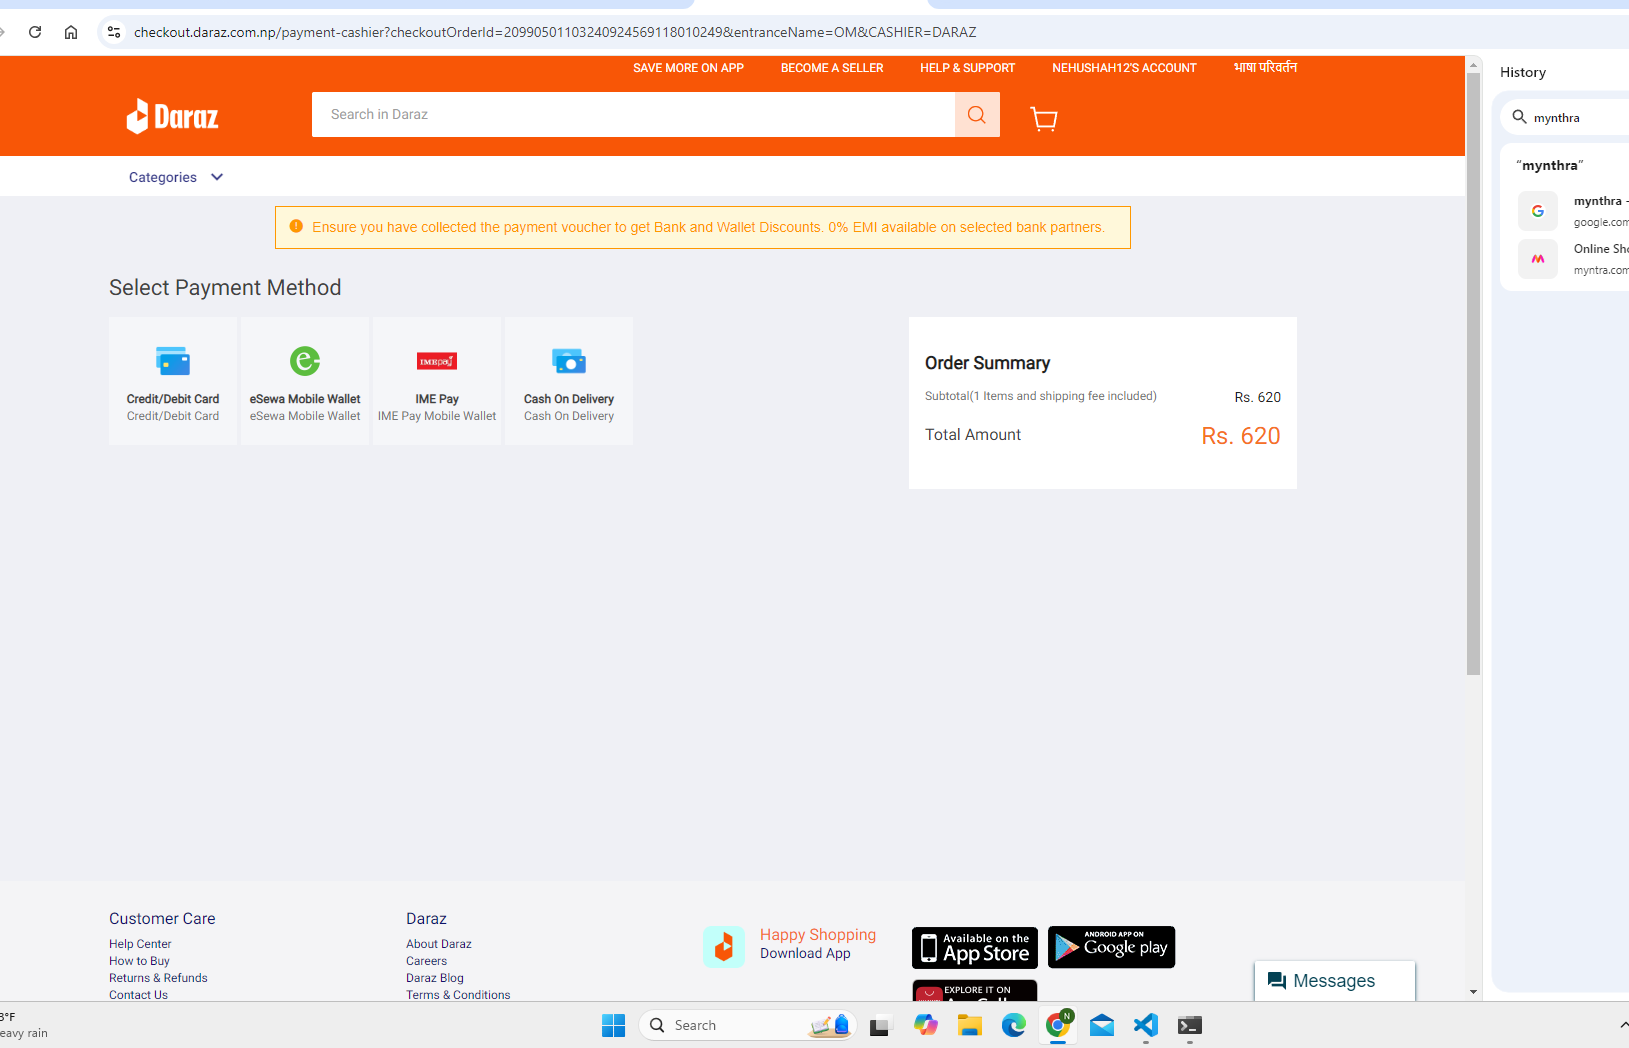 checkout.daraz.com.np/payment-cashier?checkoutOrderId=209905011032409245691180102​49&entranceName=OM&CASHIER=DARAZ
SAVE MORE ON APP BECOME A SELLER HELP & SUPPORT NEHUSHAH12'S ACCOUNT भाषा परिवर्तन
Daraz
Search in Daraz
Categories
Ensure you have collected the payment voucher to get Bank and Wallet Discounts. 0% EMI available on selected bank partners.
Select Payment Method
Credit/Debit Card
Credit/Debit Card
eSewa Mobile Wallet
eSewa Mobile Wallet
IME pay
IME Pay
IME Pay Mobile Wallet
Cash On Delivery
Cash On Delivery
Order Summary
Subtotal(1 Items and shipping fee included) Rs. 620
Total Amount Rs. 620
History
mynthra
“mynthra”
mynthra -
google.com
Online Sho
myntra.com
Customer Care
Help Center
How to Buy
Returns & Refunds
Contact Us
Daraz
About Daraz
Careers
Daraz Blog
Terms & Conditions
Happy Shopping
Download App
Available on the
App Store
ANDROID APP ON
Google play
EXPLORE IT ON
Messages
8°F
eavy rain
Search
N